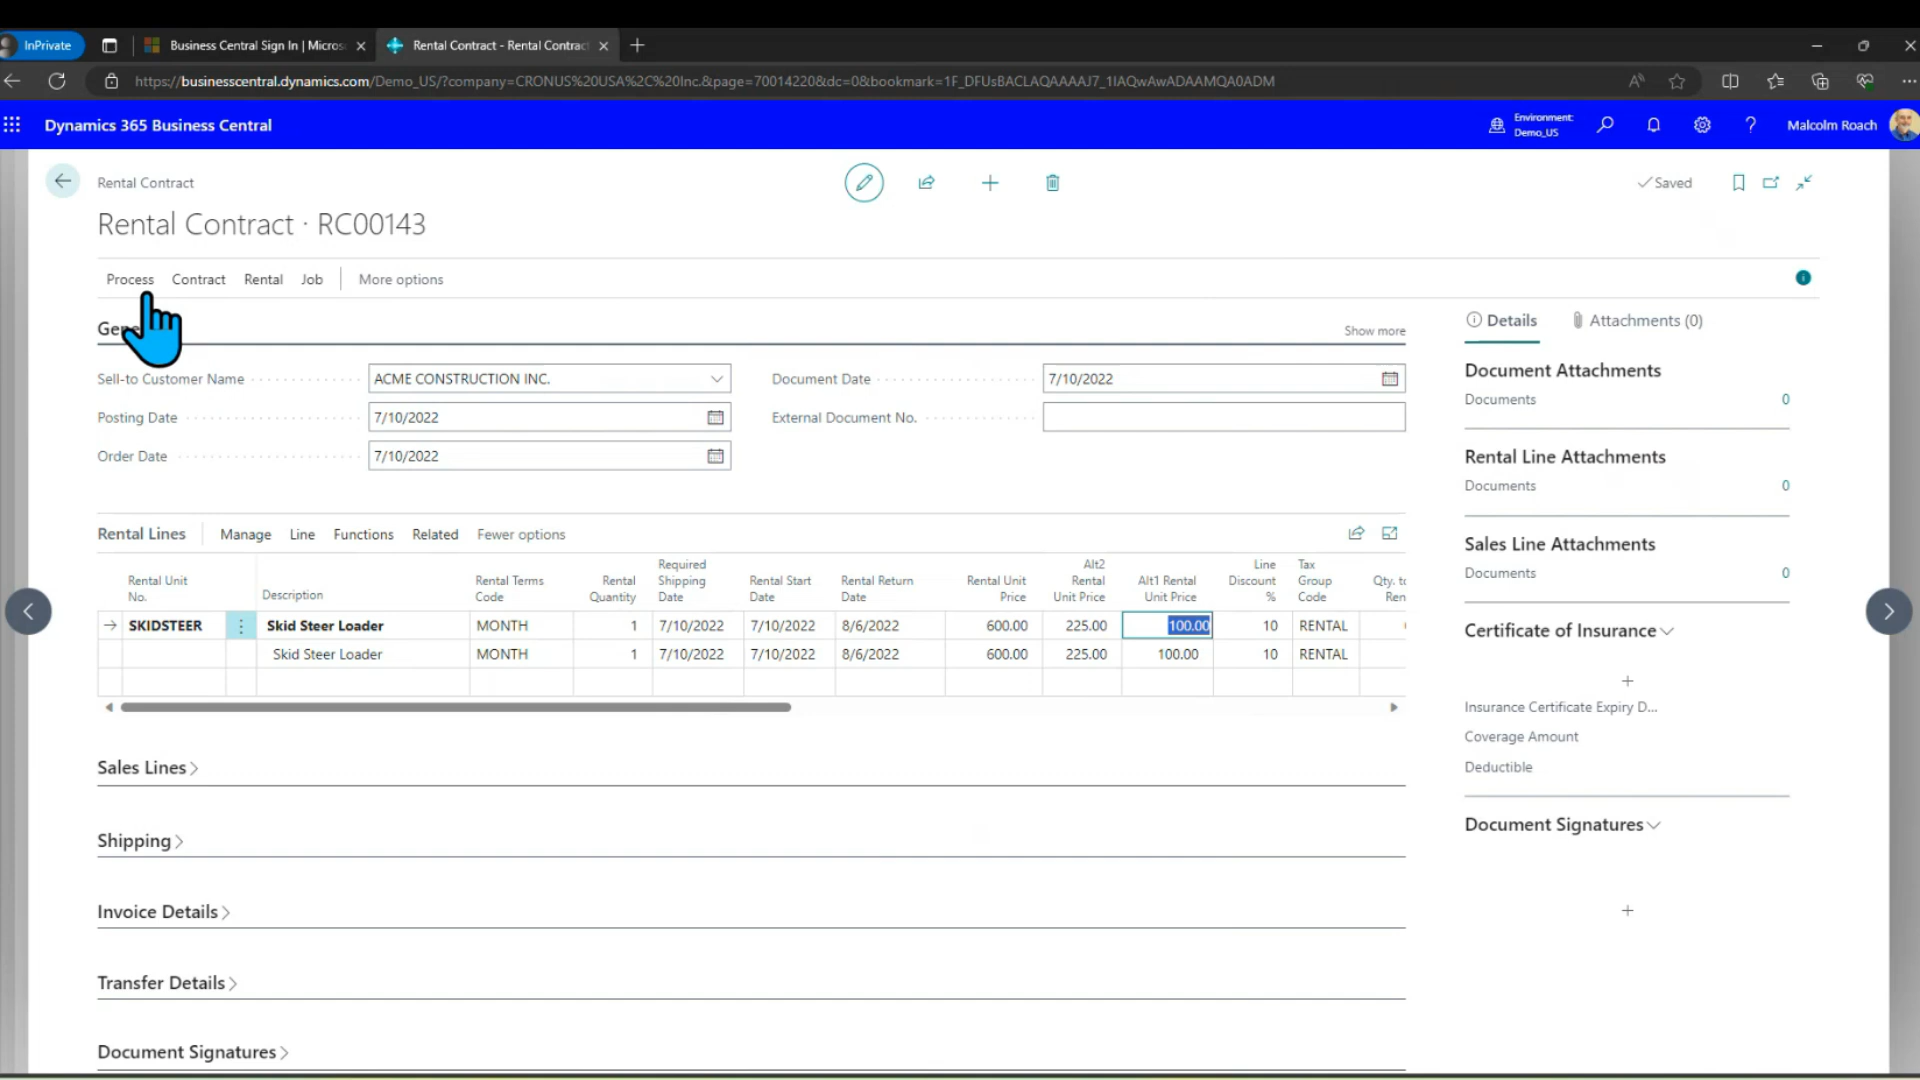 InPrivate
Business Central Sign In | Micros
Rental Contract - Rental Contrac
https://businesscentral.dynamics.com/Demo_US/?company=CRONUS%20USA%2C%20Inc.&page=70014220&dc=0&bookmark=1F_DFUsBACLAQAAAAJ7_1IAQwAwADAAMQA0ADM
Dynamics 365 Business Central
Environment:
Demo_US
Malcolm Roach
Rental Contract
Saved
Rental Contract · RC00143
Process Contract Rental Job More options
Gene
Show more
Sell-to Customer Name ACME CONSTRUCTION INC.
Document Date 7/10/2022
Posting Date 7/10/2022
External Document No.
Order Date 7/10/2022
Details
Attachments (0)
Document Attachments
Documents 0
Rental Line Attachments
Documents 0
Sales Line Attachments
Documents 0
Certificate of Insurance
Insurance Certificate Expiry D...
Coverage Amount
Deductible
Document Signatures
Rental Lines Manage Line Functions Related Fewer options
Rental Unit No. Description Rental Terms Code Rental Quantity Required Shipping Date Rental Start Date Rental Return Date Rental Unit Price Alt2 Rental Unit Price Alt1 Rental Unit Price Line Discount % Tax Group Code Qty. to Ren
SKIDSTEER Skid Steer Loader MONTH 1 7/10/2022 7/10/2022 8/6/2022 600.00 225.00 100.00 10 RENTAL
Skid Steer Loader MONTH 1 7/10/2022 7/10/2022 8/6/2022 600.00 225.00 100.00 10 RENTAL
Sales Lines
Shipping
Invoice Details
Transfer Details
Document Signatures